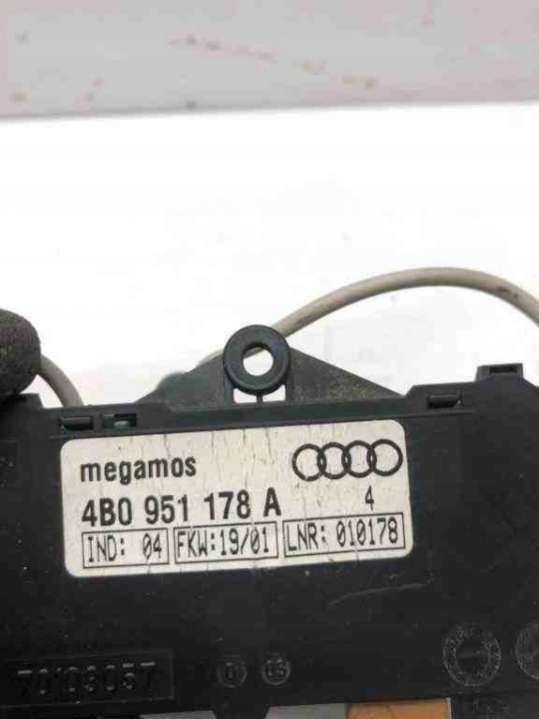 megamos
4B0 951 178 A 4
IND: 04 FKW:19/01 LNR: 010178